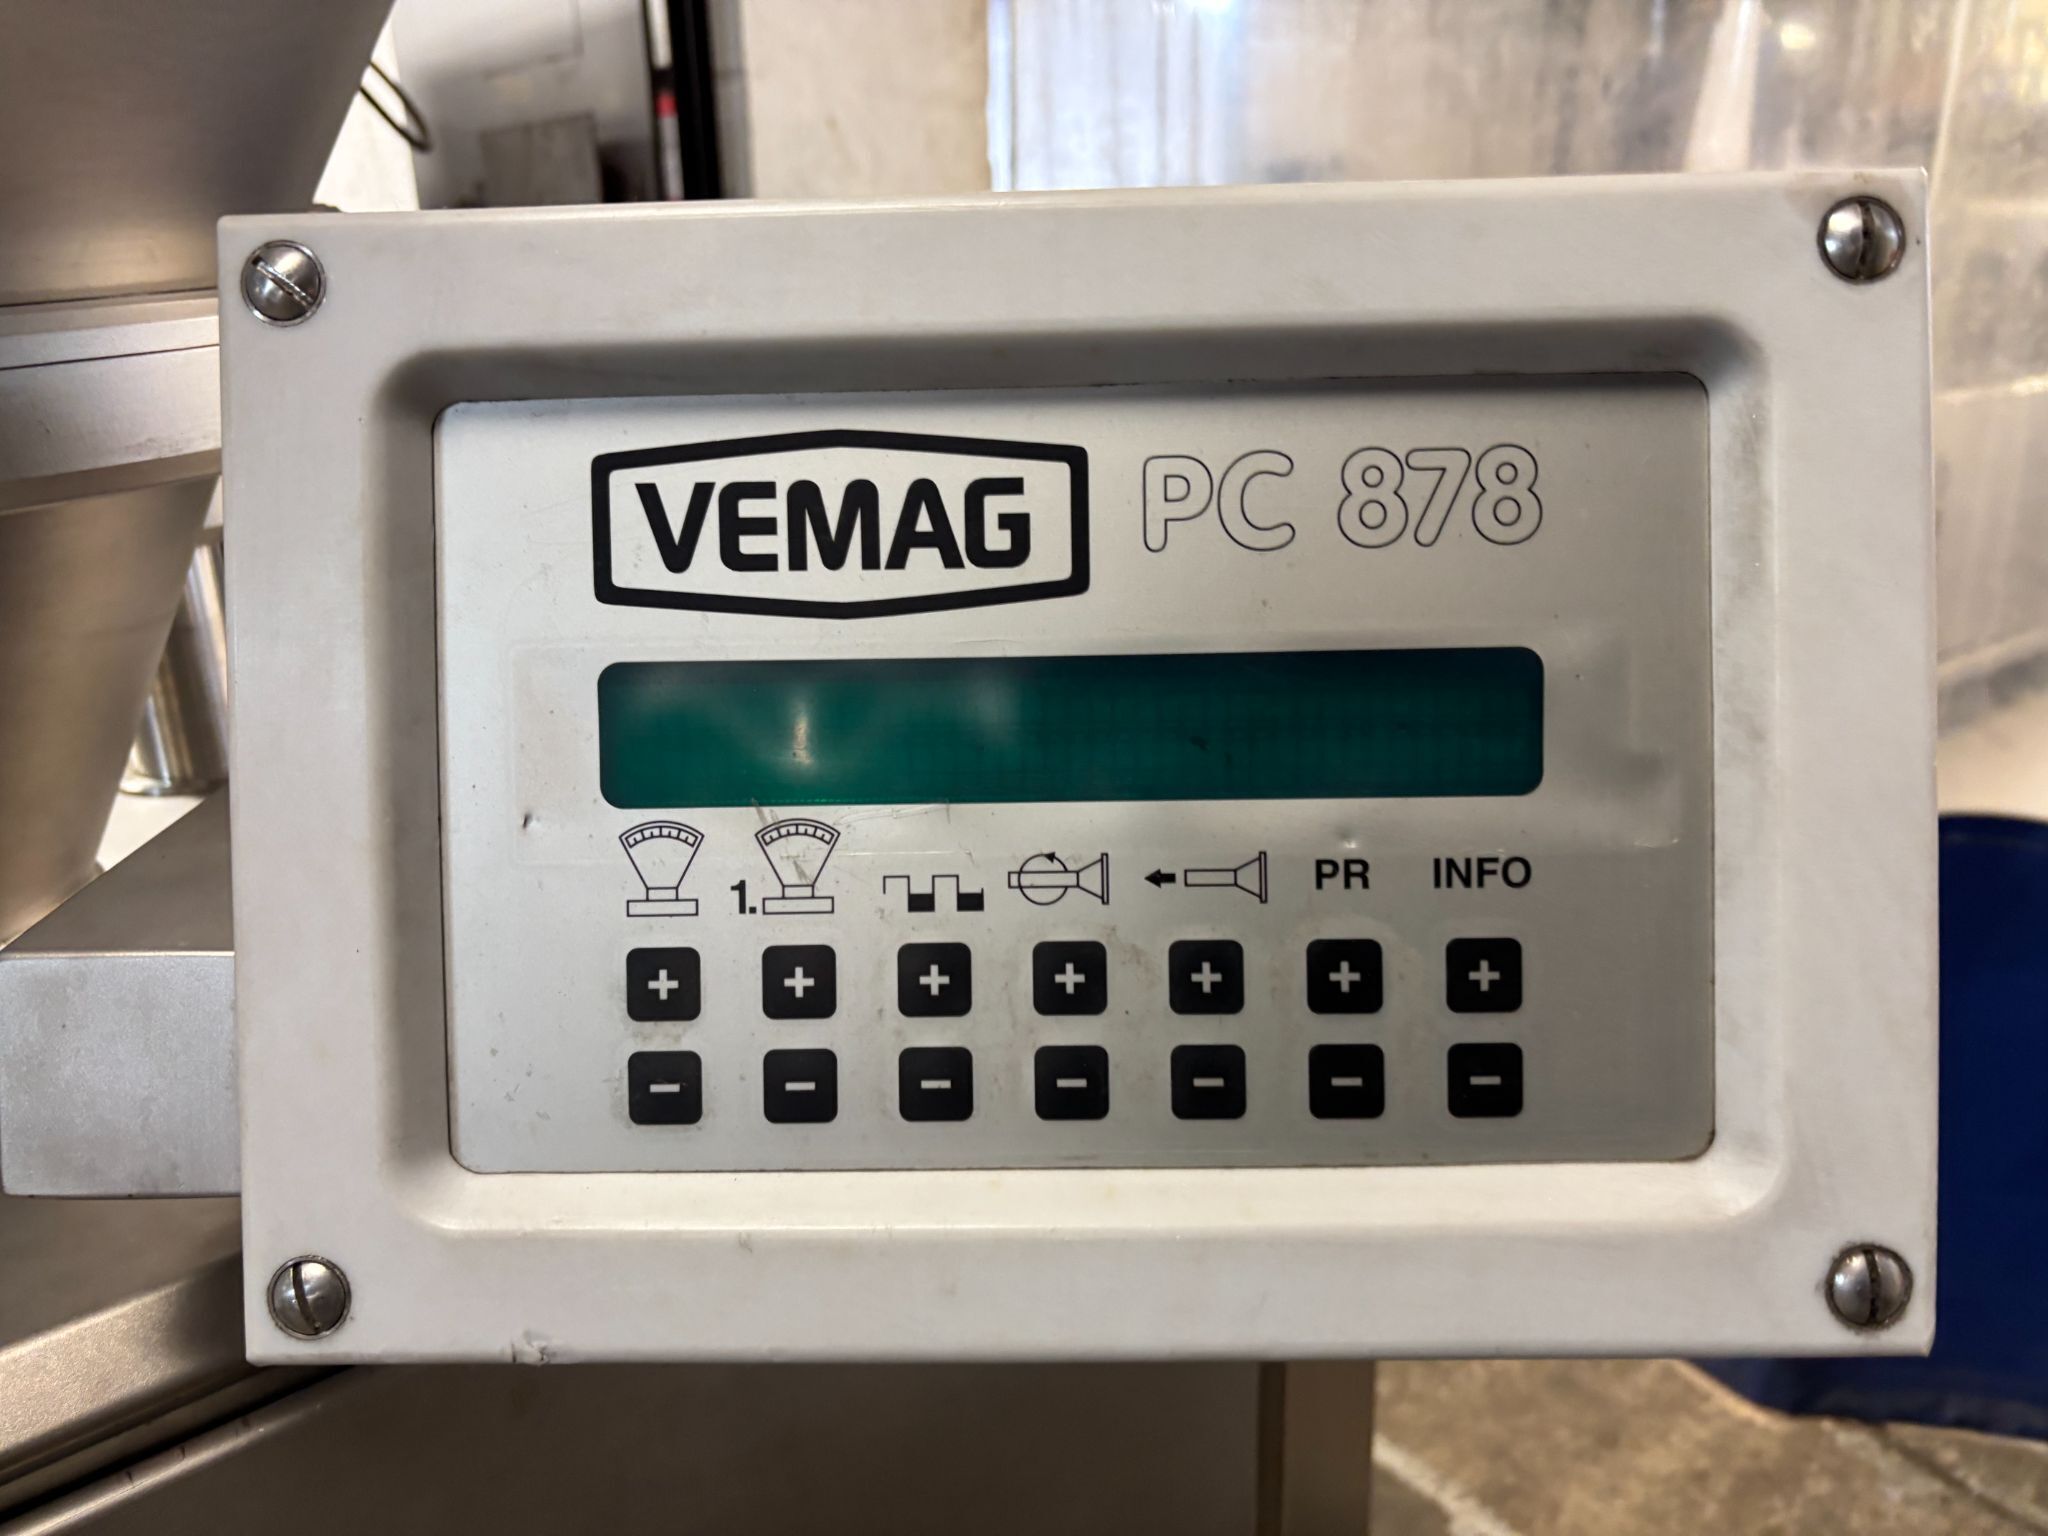 VEMAG PC 878
1. PR INFO
+ + + + + + +
- - - - - - -